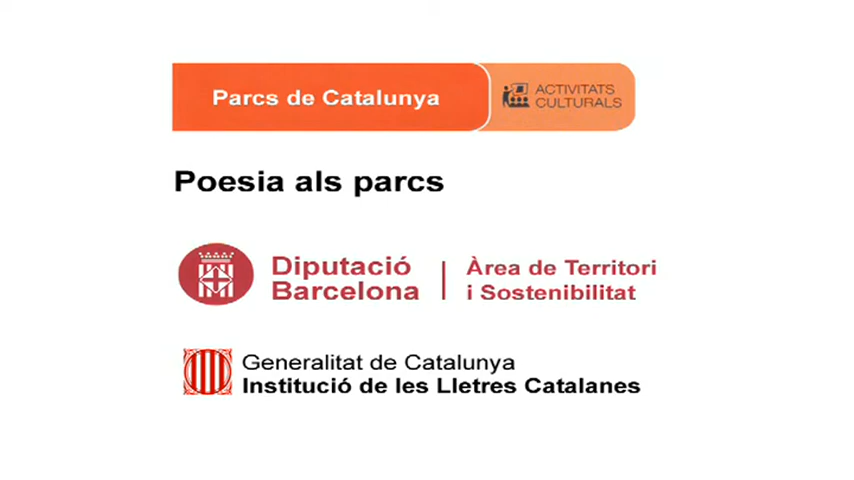 Parcs de Catalunya
ACTIVITATS
CULTURALS
Poesia als parcs
Diputació
Barcelona
Àrea de Territori
i Sostenibilitat
Generalitat de Catalunya
Institució de les Lletres Catalanes